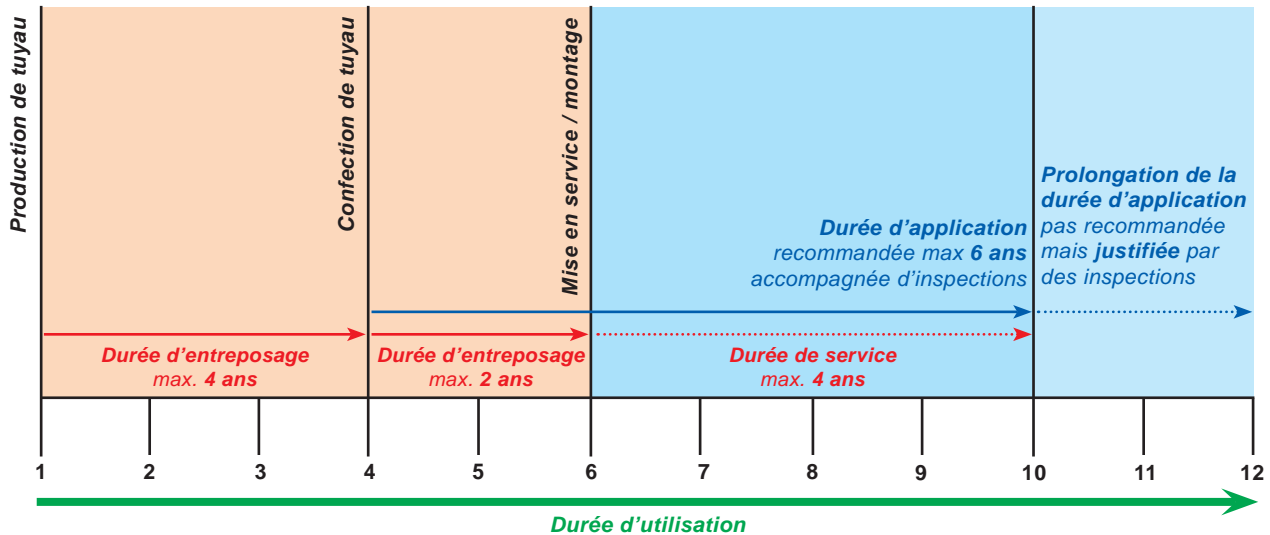 Production de tuyau
Confection de tuyau
Mise en service / montage
Durée d’application
recommandée max 6 ans
accompagnée d’inspections
Prolongation de la
durée d’application
pas recommandée
mais justifiée par
des inspections
Durée d’entreposage
max. 4 ans
Durée d’entreposage
max. 2 ans
Durée de service
max. 4 ans
1 2 3 4 5 6 7 8 9 10 11 12
Durée d’utilisation